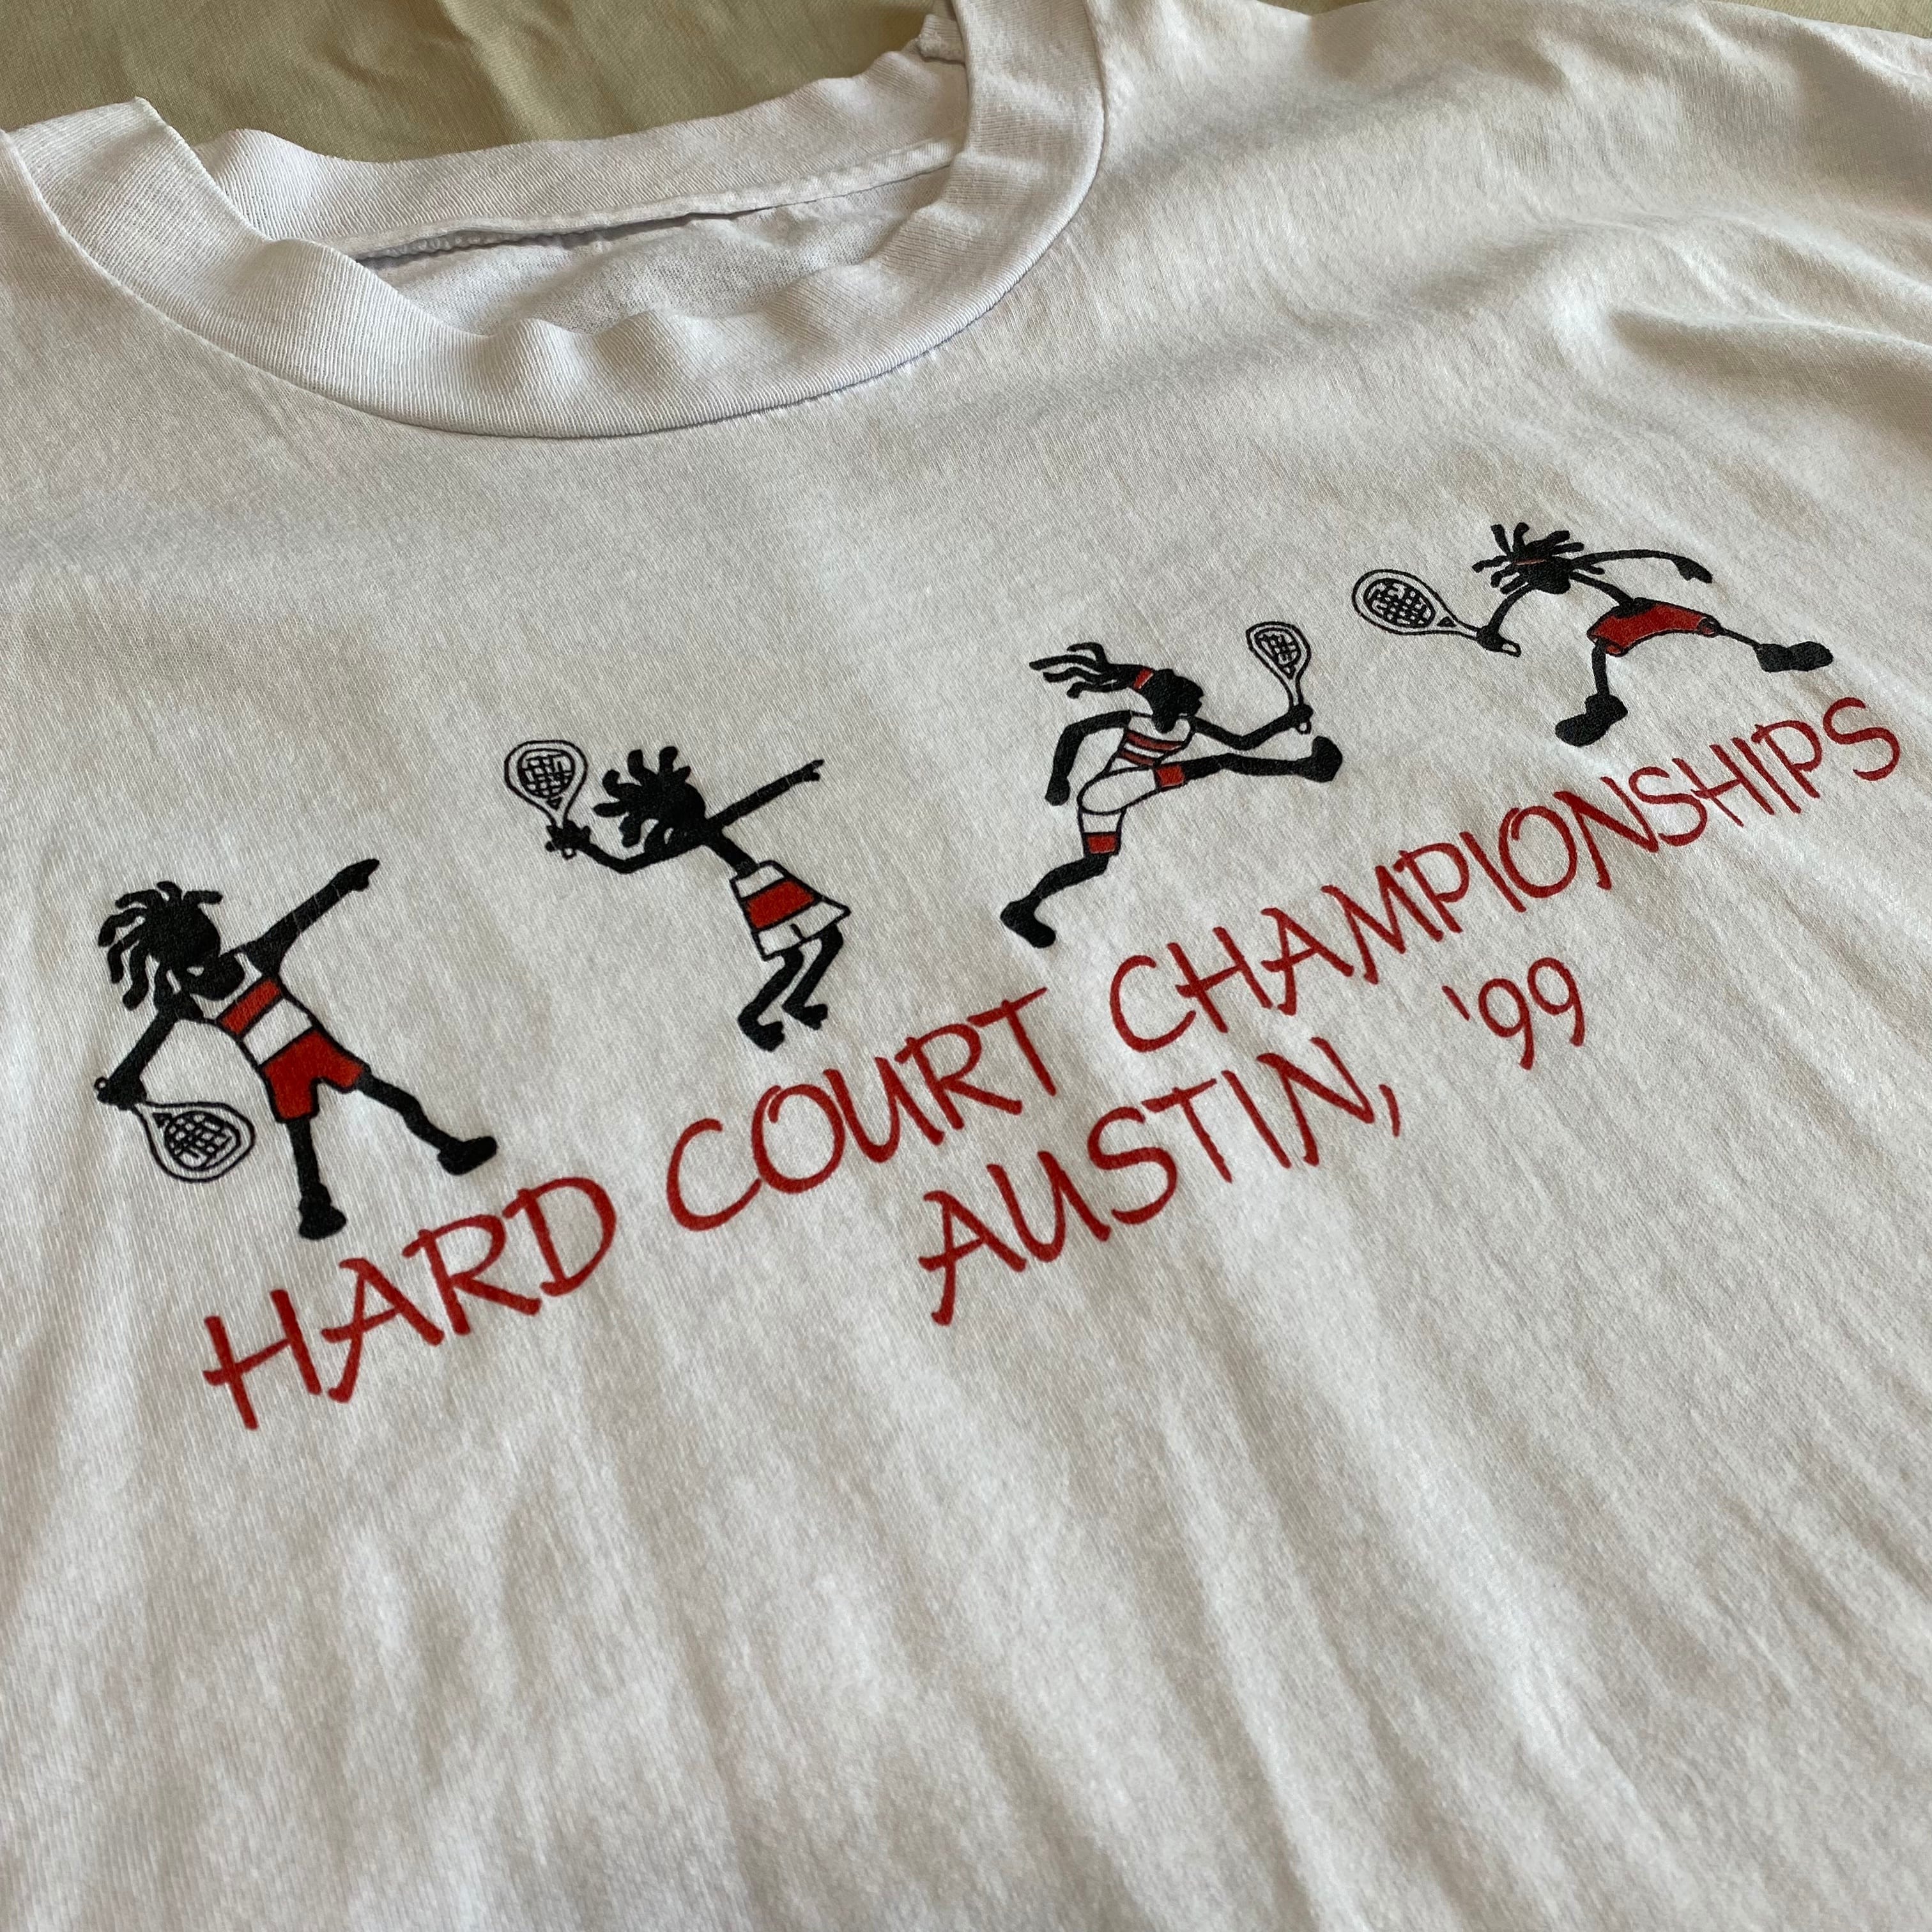 HARD COURT CHAMPIONSHIPS
AUSTIN, '99